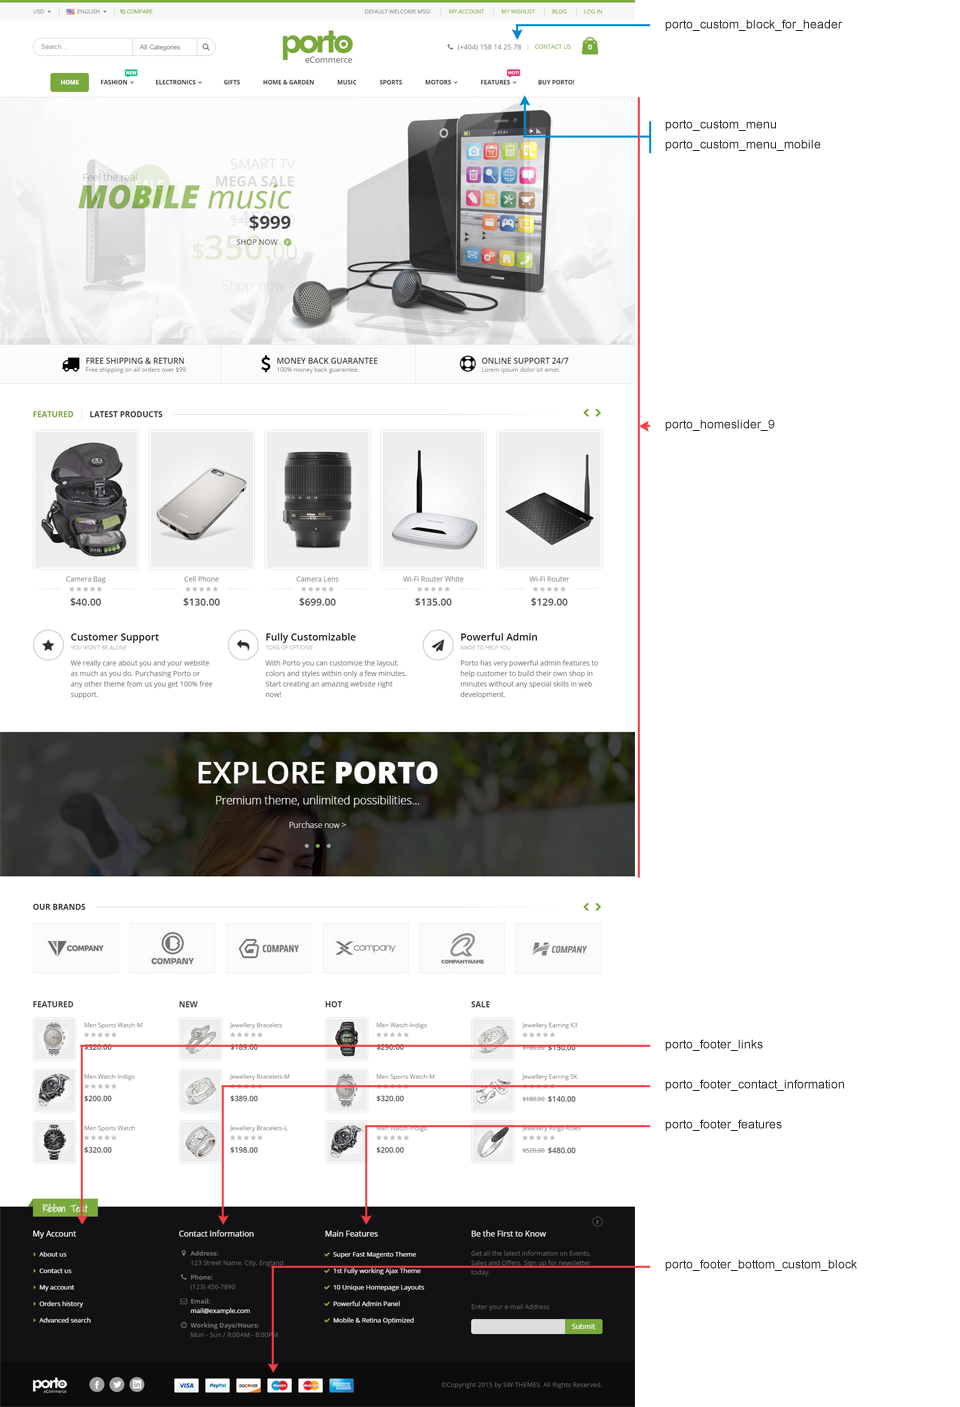 USD
ENGLISH
COMPARE
DEFAULT WELCOME MSG!
MY ACCOUNT
MY WISHLIST
BLOG
LOG IN
porto_custom_block_for_header
Search...
All Categories
porto
eCommerce
(+404) 158 14 25 78
CONTACT US
0
NEW
HOT!
HOME
FASHION
ELECTRONICS
GIFTS
HOME & GARDEN
MUSIC
SPORTS
MOTORS
FEATURES
BUY PORTO!
porto_custom_menu
porto_custom_menu_mobile
SMART TV
Feel the real
MEGA SALE
MOBILE music
$999
SHOP NOW
$350.00
Shop now >
FREE SHIPPING & RETURN
Free shipping on all orders over $99.
MONEY BACK GUARANTEE
100% money back guarantee.
ONLINE SUPPORT 24/7
Lorem ipsum dolor sit amet.
FEATURED
LATEST PRODUCTS
porto_homeslider_9
Camera Bag
$40.00
Cell Phone
$130.00
Camera Lens
$699.00
Wi-Fi Router White
$135.00
Wi-Fi Router
$129.00
Customer Support
YOU WON'T BE ALONE
We really care about you and your website
as much as you do. Purchasing Porto or
any other theme from us you get 100% free
support.
Fully Customizable
TONS OF OPTIONS
With Porto you can customize the layout,
colors and styles within only a few minutes.
Start creating an amazing website right
now!
Powerful Admin
MADE TO HELP YOU
Porto has very powerful admin features to
help customer to build their own shop in
minutes without any special skills in web
development.
EXPLORE PORTO
Premium theme, unlimited possibilities...
Purchase now >
OUR BRANDS
COMPANY
COMPANY
COMPANY
company
COMPANYNAME
COMPANY
FEATURED
Men Sports Watch-M
$320.00
Men Watch-Indigo
$200.00
Men Sports Watch
$320.00
NEW
Jewellery Bracelets
$189.00
Jewellery Bracelets-M
$389.00
Jewellery Bracelets-L
$198.00
HOT
Men Watch-Indigo
$290.00
Men Sports Watch-M
$320.00
Men Watch-Indigo
$200.00
SALE
Jewellery Earring K3
$150.00
Jewellery Earring SK
$180.00 $140.00
Jewellery Rings-Rolex
$520.00 $480.00
porto_footer_links
porto_footer_contact_information
porto_footer_features
Ribbon Text
My Account
About us
Contact us
My account
Orders history
Advanced search
Contact Information
Address:
123 Street Name, City, England
Phone:
(123) 456-7890
Email:
mail@example.com
Working Days/Hours:
Mon - Sun / 9:00AM - 8:00PM
Main Features
Super Fast Magento Theme
1st Fully working Ajax Theme
10 Unique Homepage Layouts
Powerful Admin Panel
Mobile & Retina Optimized
Be the First to Know
Get all the latest information on Events,
Sales and Offers. Sign up for newsletter
today.
Enter your e-mail Address
Submit
porto_footer_bottom_custom_block
porto
eCommerce
VISA
PayPal
DISCOVER
©Copyright 2015 by SW-THEMES. All Rights Reserved.